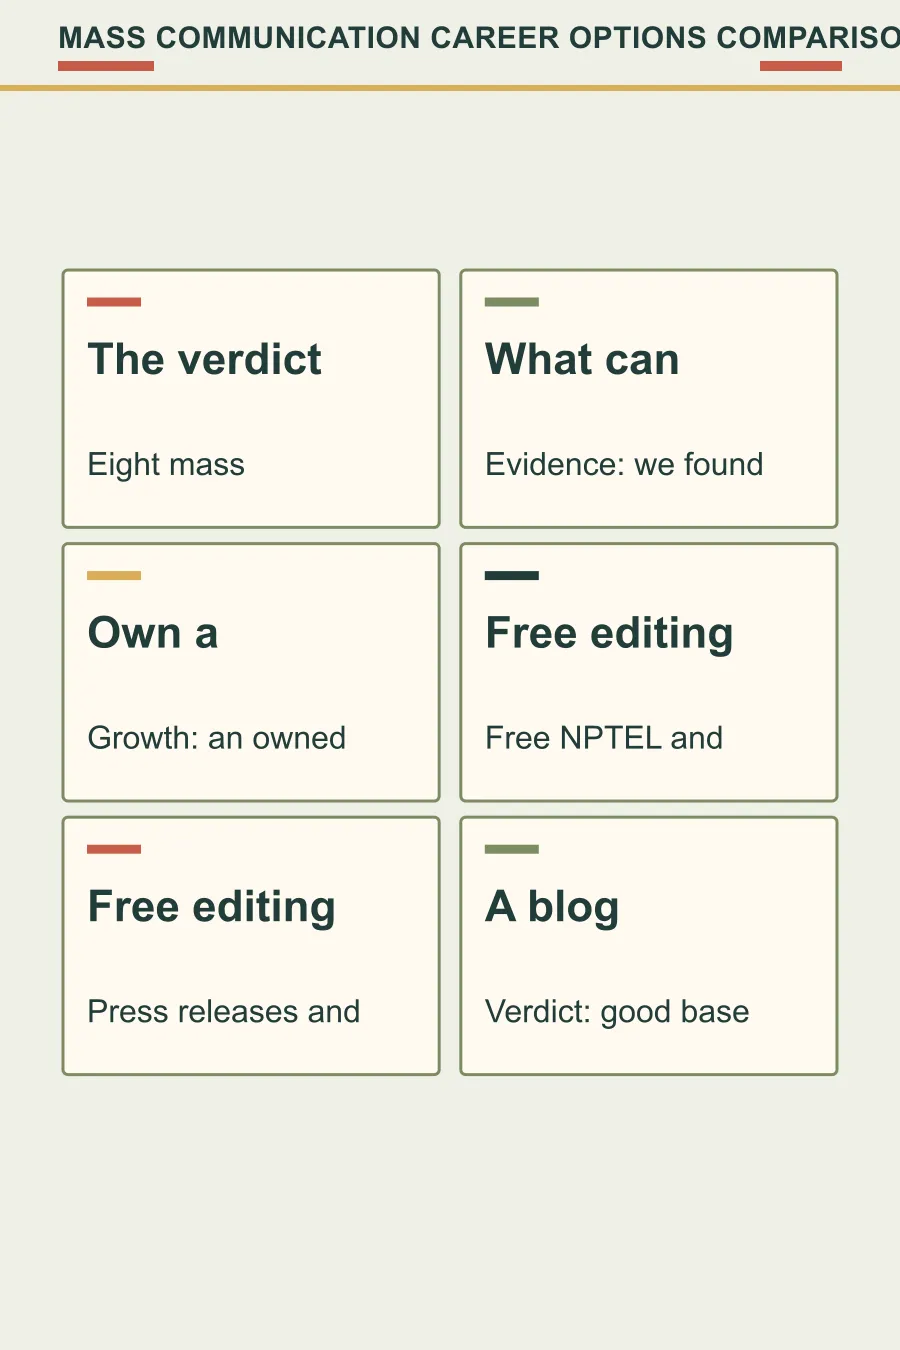 MASS COMMUNICATION CAREER OPTIONS COMPARISO
The verdict
Eight mass
What can
Evidence: we found
Own a
Growth: an owned
Free editing
Free NPTEL and
Free editing
Press releases and
A blog
Verdict: good base